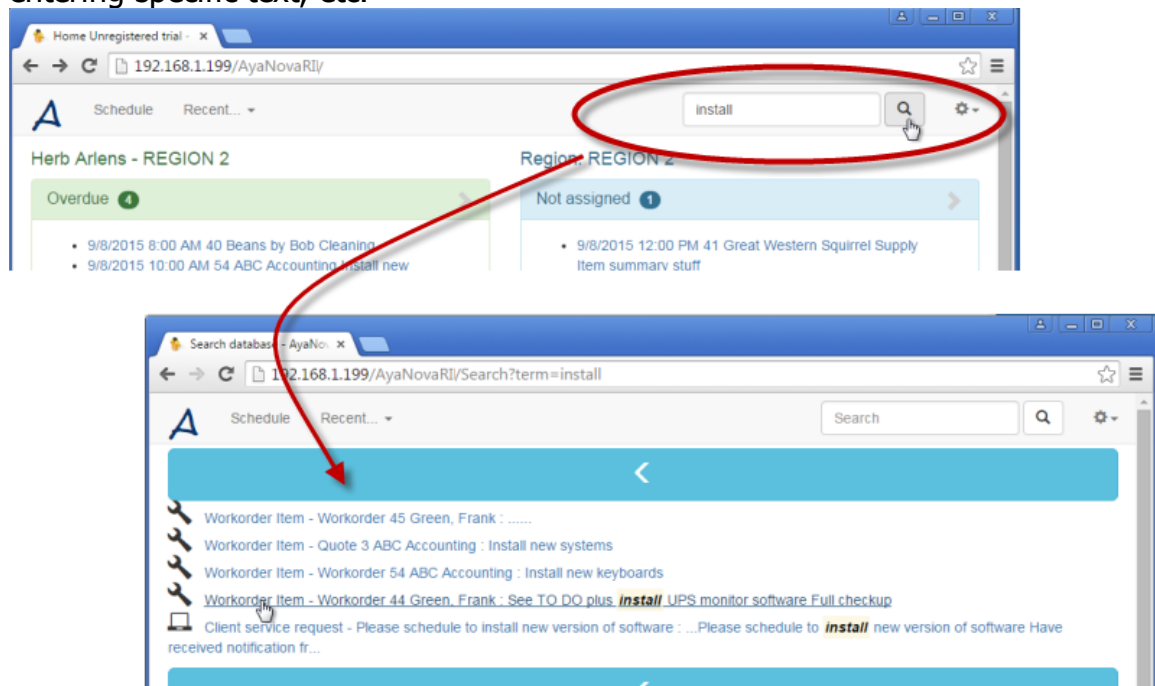 entering specific text, etc.
Home Unregistered trial -
192.168.1.199/AyaNovaRI/
A Schedule Recent... install
Herb Arlens - REGION 2
Region: REGION 2
Overdue 4
Not assigned 1
• 9/8/2015 8:00 AM 40 Beans by Bob Cleaning
• 9/8/2015 10:00 AM 54 ABC Accounting Install new
• 9/8/2015 12:00 PM 41 Great Western Squirrel Supply
Item summary stuff
Search database - AyaNov
192.168.1.199/AyaNovaRI/Search?term=install
A Schedule Recent... Search
Workorder Item - Workorder 45 Green, Frank : ......
Workorder Item - Quote 3 ABC Accounting : Install new systems
Workorder Item - Workorder 54 ABC Accounting : Install new keyboards
Workorder Item - Workorder 44 Green, Frank : See TO DO plus install UPS monitor software Full checkup
Client service request - Please schedule to install new version of software : ...Please schedule to install new version of software Have
received notification fr...